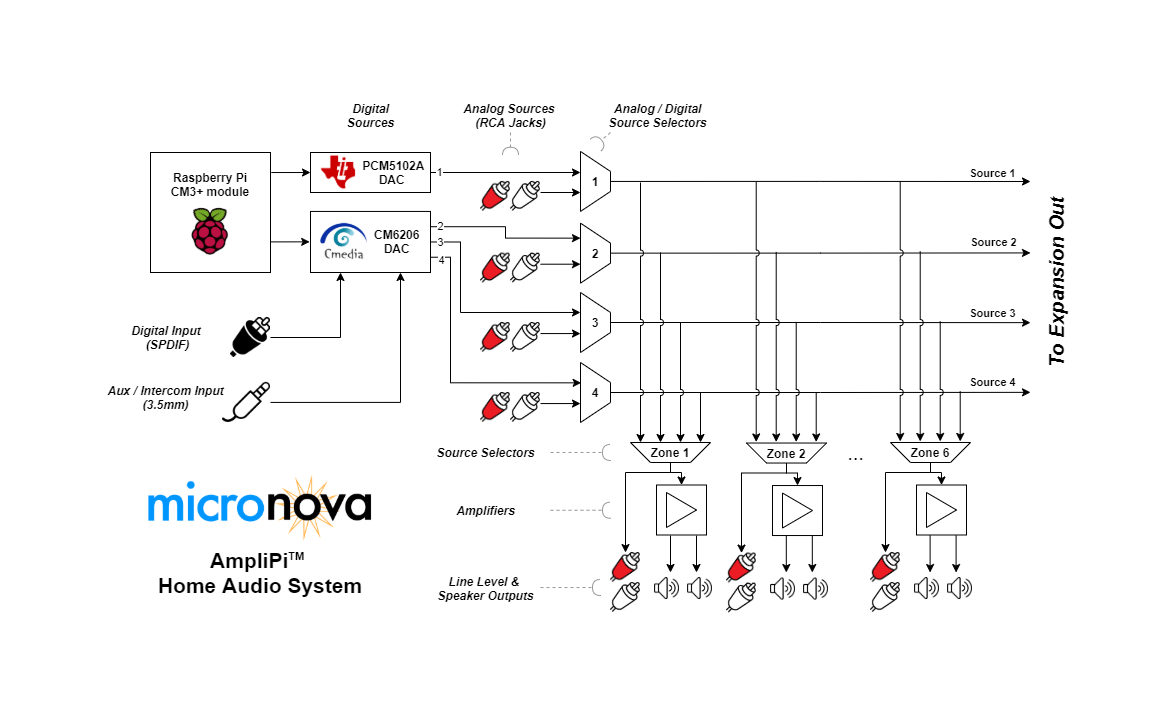 Digital
Sources
Analog Sources
(RCA Jacks)
Analog / Digital
Source Selectors
Raspberry Pi
CM3+ module
PCM5102A
DAC
1
Cmedia
CM6206
DAC
2
3
4
1
2
3
4
Source 1
Source 2
Source 3
Source 4
To Expansion Out
Digital Input
(SPDIF)
Aux / Intercom Input
(3.5mm)
Source Selectors
Zone 1
Zone 2
...
Zone 6
Amplifiers
Line Level &
Speaker Outputs
micronova
AmpliPi™
Home Audio System